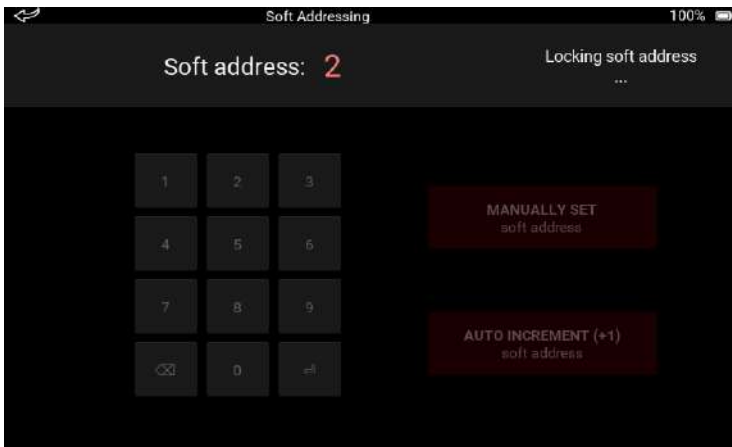 Soft Addressing
100%
Soft address: 2
Locking soft address
...
1 2 3
4 5 6
7 8 9
0
MANUALLY SET
soft address
AUTO INCREMENT (+1)
soft address